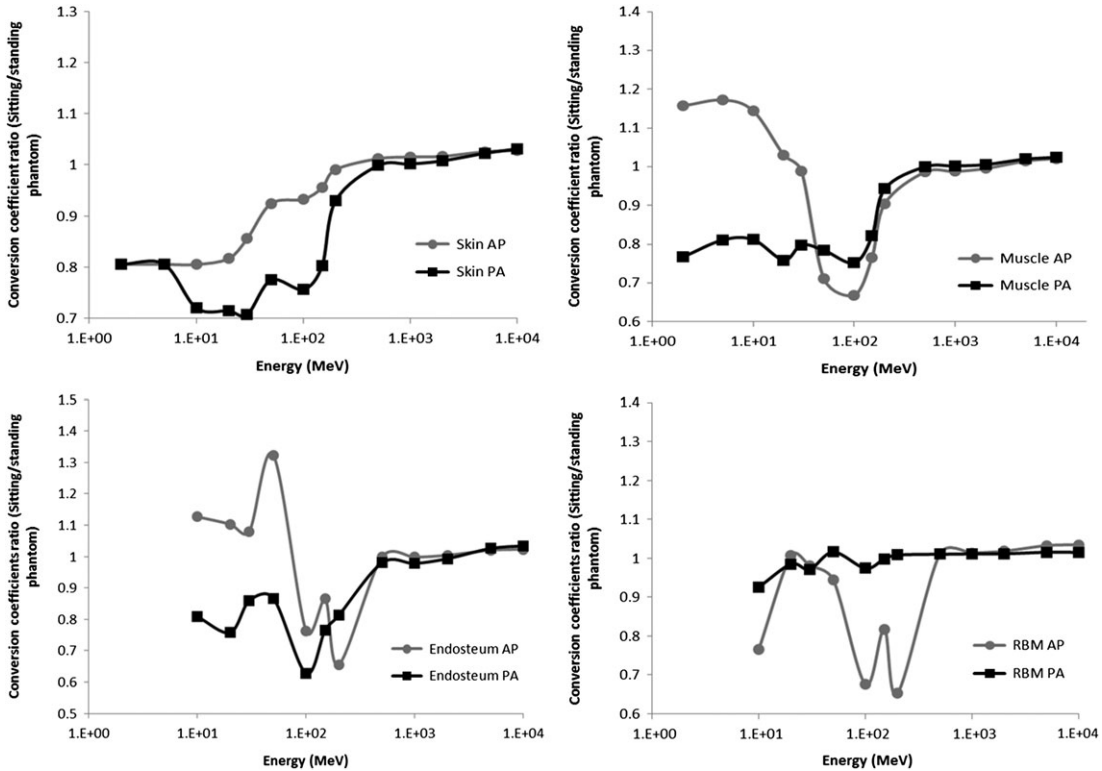 1.3
1.2
1.1
1
0.9
0.8
0.7
1.E+00
1.E+01
1.E+02
1.E+03
1.E+04
Energy (MeV)
Conversion coefficient ratio (Sitting/standing
phantom)
Skin AP
Skin PA
1.4
1.3
1.2
1.1
1
0.9
0.8
0.7
0.6
1.E+00
1.E+01
1.E+02
1.E+03
1.E+04
Energy (MeV)
Conversion coefficient ratio (Sitting/standing
phantom)
Muscle AP
Muscle PA
1.5
1.4
1.3
1.2
1.1
1
0.9
0.8
0.7
0.6
0.5
1.E+00
1.E+01
1.E+02
1.E+03
1.E+04
Energy (MeV)
Conversion coefficients ratio (Sitting/standing
phantom)
Endosteum AP
Endosteum PA
1.4
1.3
1.2
1.1
1
0.9
0.8
0.7
0.6
1.E+00
1.E+01
1.E+02
1.E+03
1.E+04
Energy (MeV)
Conversion coefficients ratio (Sitting/standing
phantom)
RBM AP
RBM PA